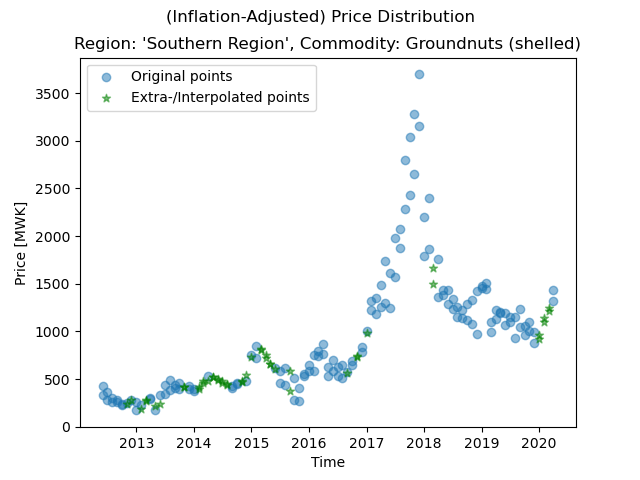 (Inflation-Adjusted) Price Distribution
Region: 'Southern Region', Commodity: Groundnuts (shelled)
Original points
Extra-/Interpolated points
Price [MWK]
3500
3000
2500
2000
1500
1000
500
0
2013 2014 2015 2016 2017 2018 2019 2020
Time